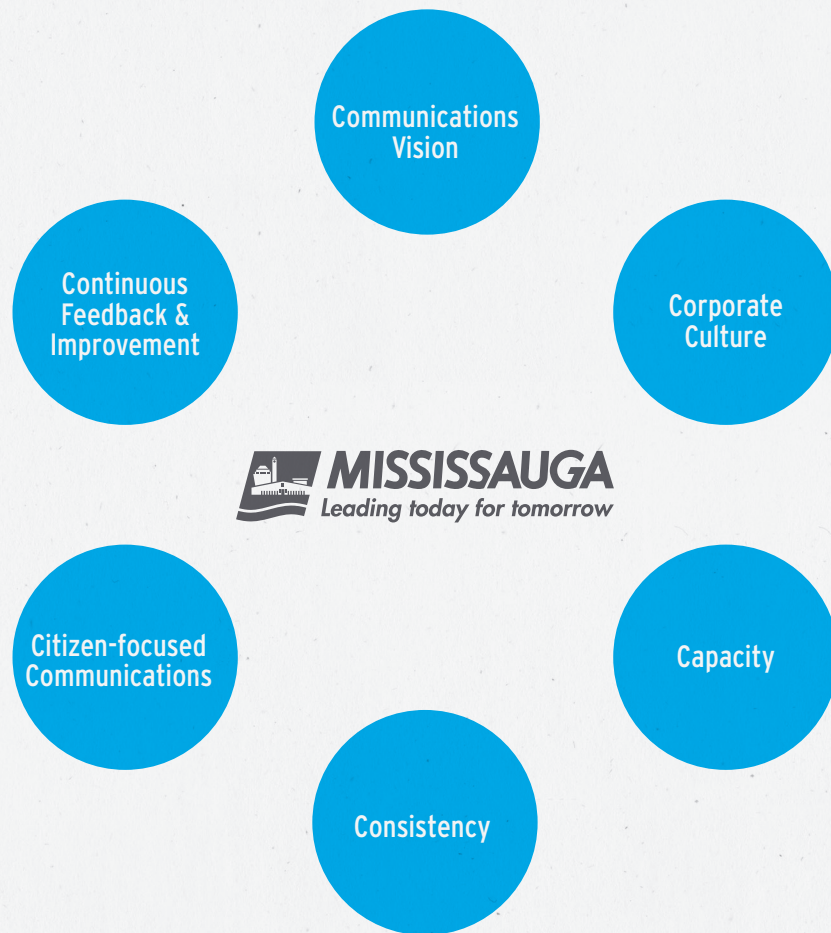 Communications
Vision
Continuous
Feedback &
Improvement
Corporate
Culture
MISSISSAUGA
Leading today for tomorrow
Citizen-focused
Communications
Capacity
Consistency